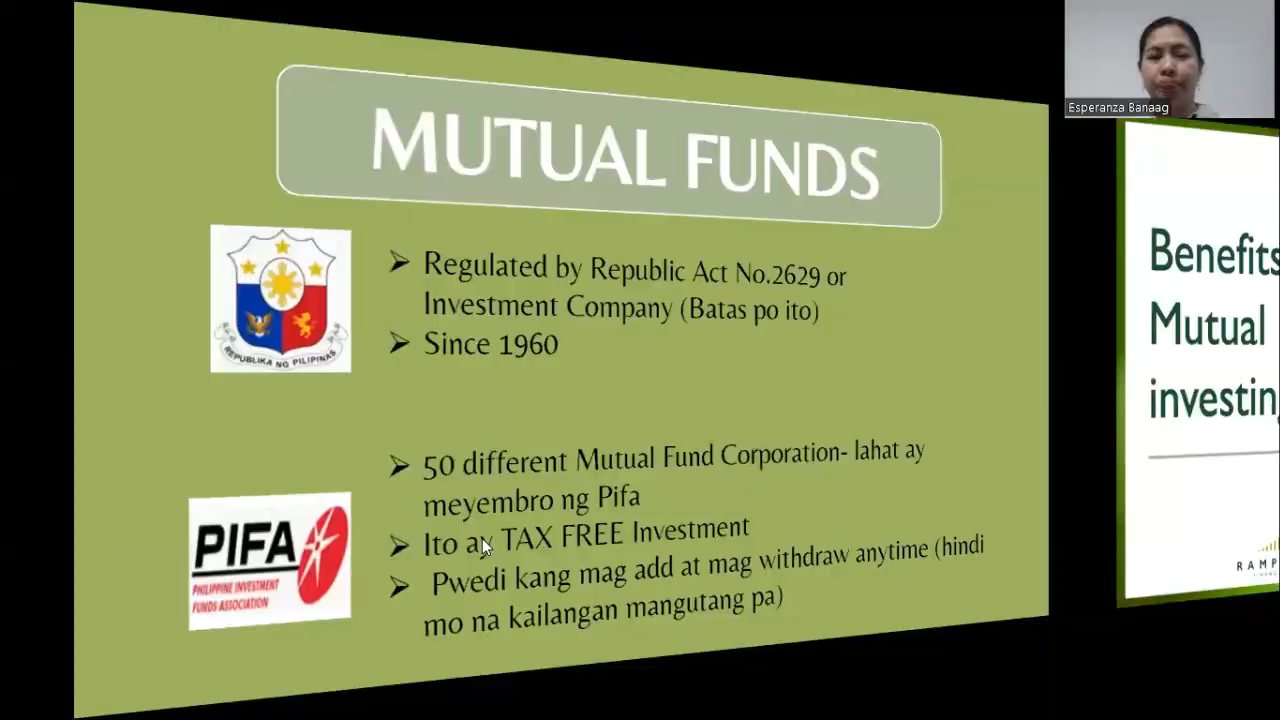 MUTUAL FUNDS
Regulated by Republic Act No.2629 or
Investment Company (Batas po ito)
Since 1960
REPUBLIKA NG PILIPINAS
50 different Mutual Fund Corporation- lahat ay
meyembro ng Pifa
Ito ay TAX FREE Investment
Pwedi kang mag add at mag withdraw anytime (hindi
mo na kailangan mangutang pa)
PIFA
PHILIPPINE INVESTMENT
FUNDS ASSOCIATION
Esperanza Banaag
Benefits
Mutual
investin
RAMP